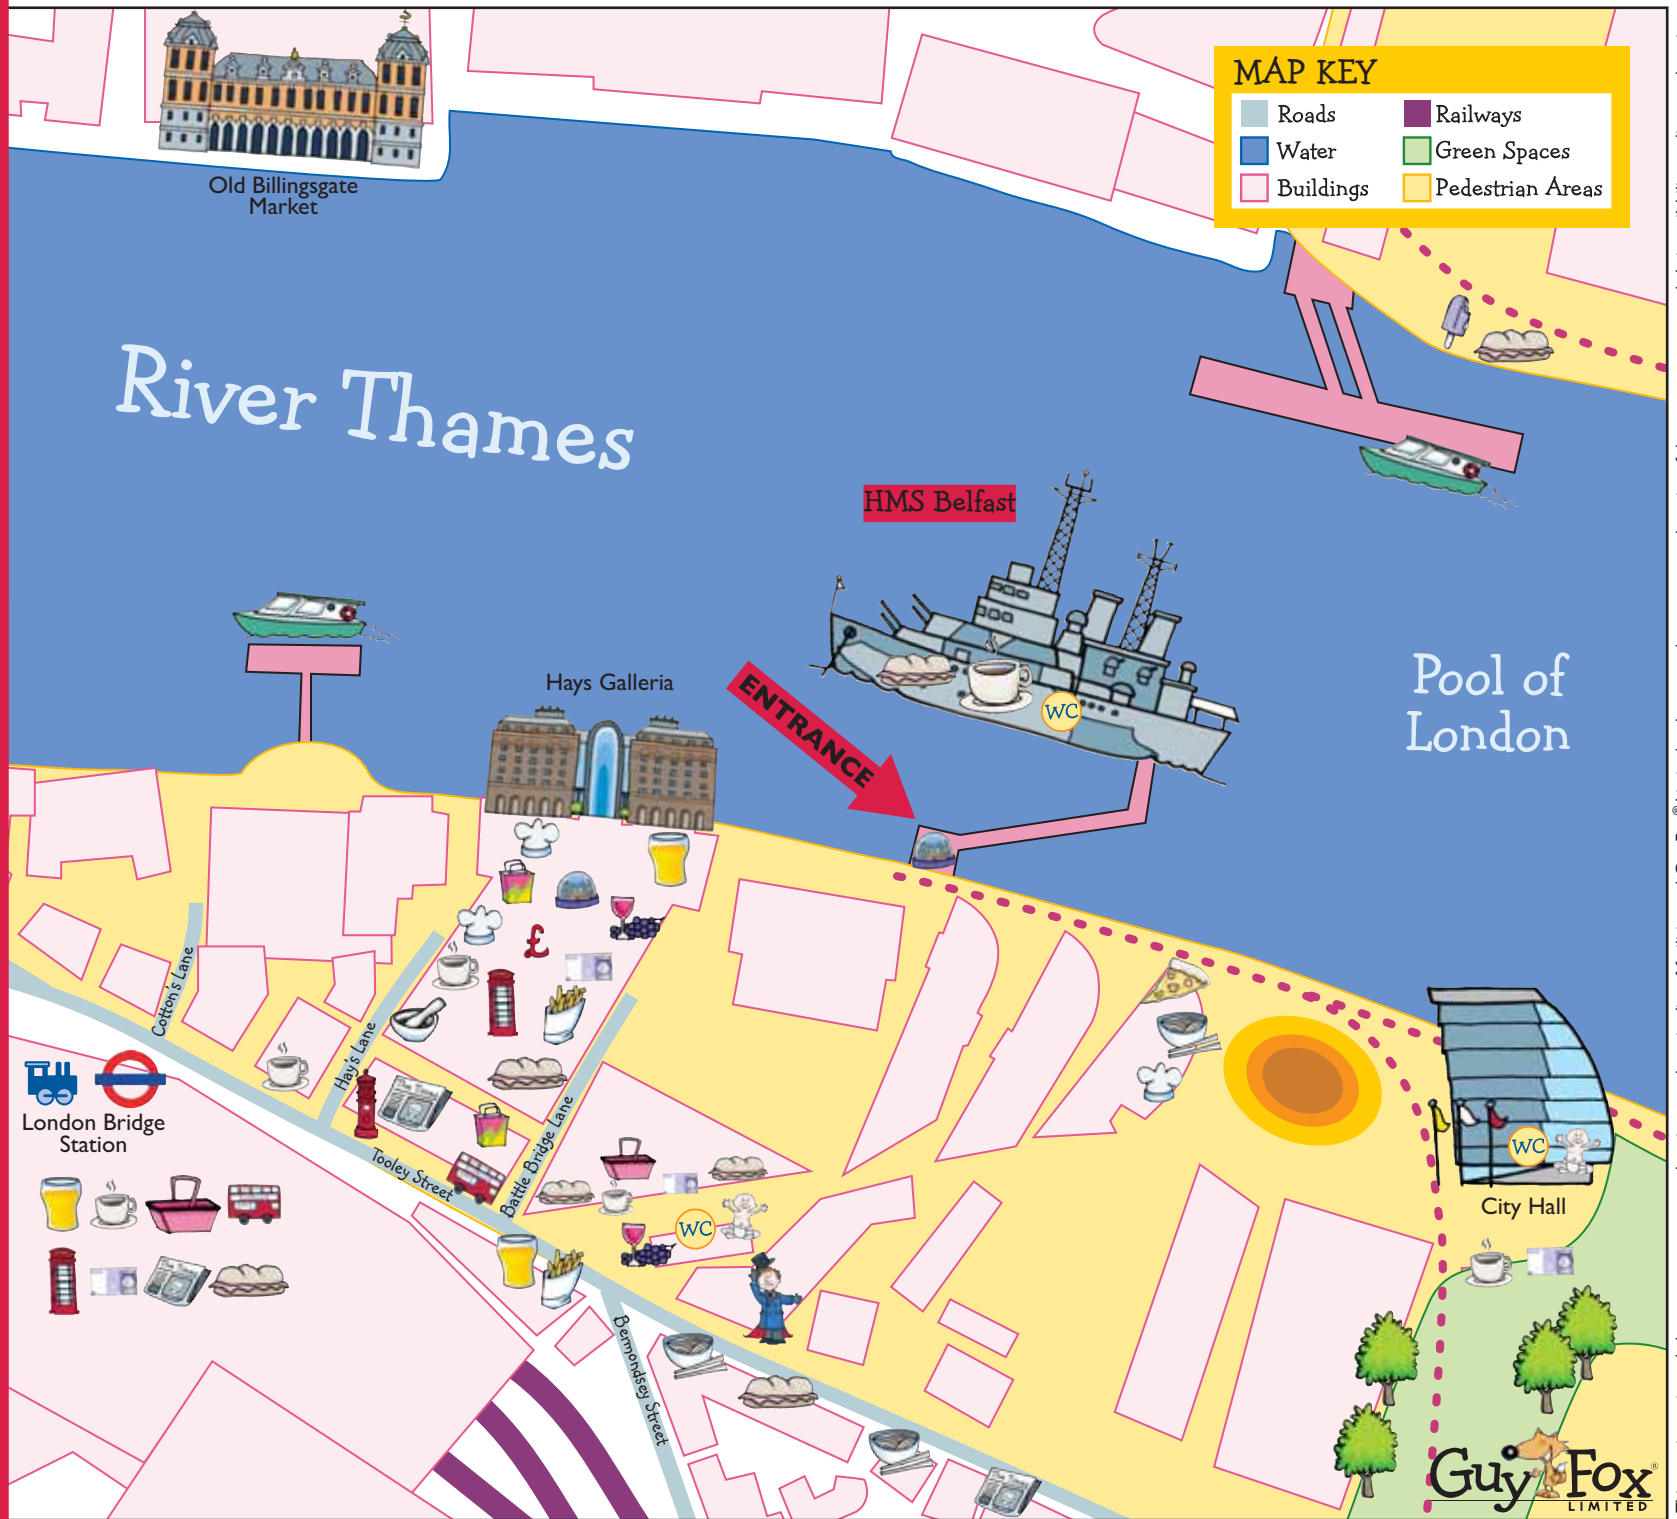 MAP KEY
Roads
Railways
Water
Green Spaces
Buildings
Pedestrian Areas
Old Billingsgate
Market
River Thames
HMS Belfast
Pool of
London
Hays Galleria
ENTRANCE
WC
£
Cotton's Lane
Hay's Lane
Battle Bridge Lane
Tooley Street
Bermondsey Street
London Bridge
Station
WC
WC
City Hall
Guy Fox®
LIMITED